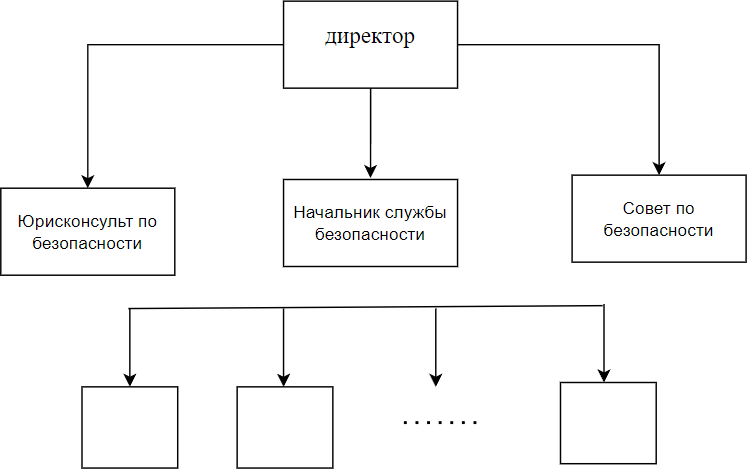 директор
Юрисконсульт по
безопасности
Начальник службы
безопасности
Совет по
безопасности
.......